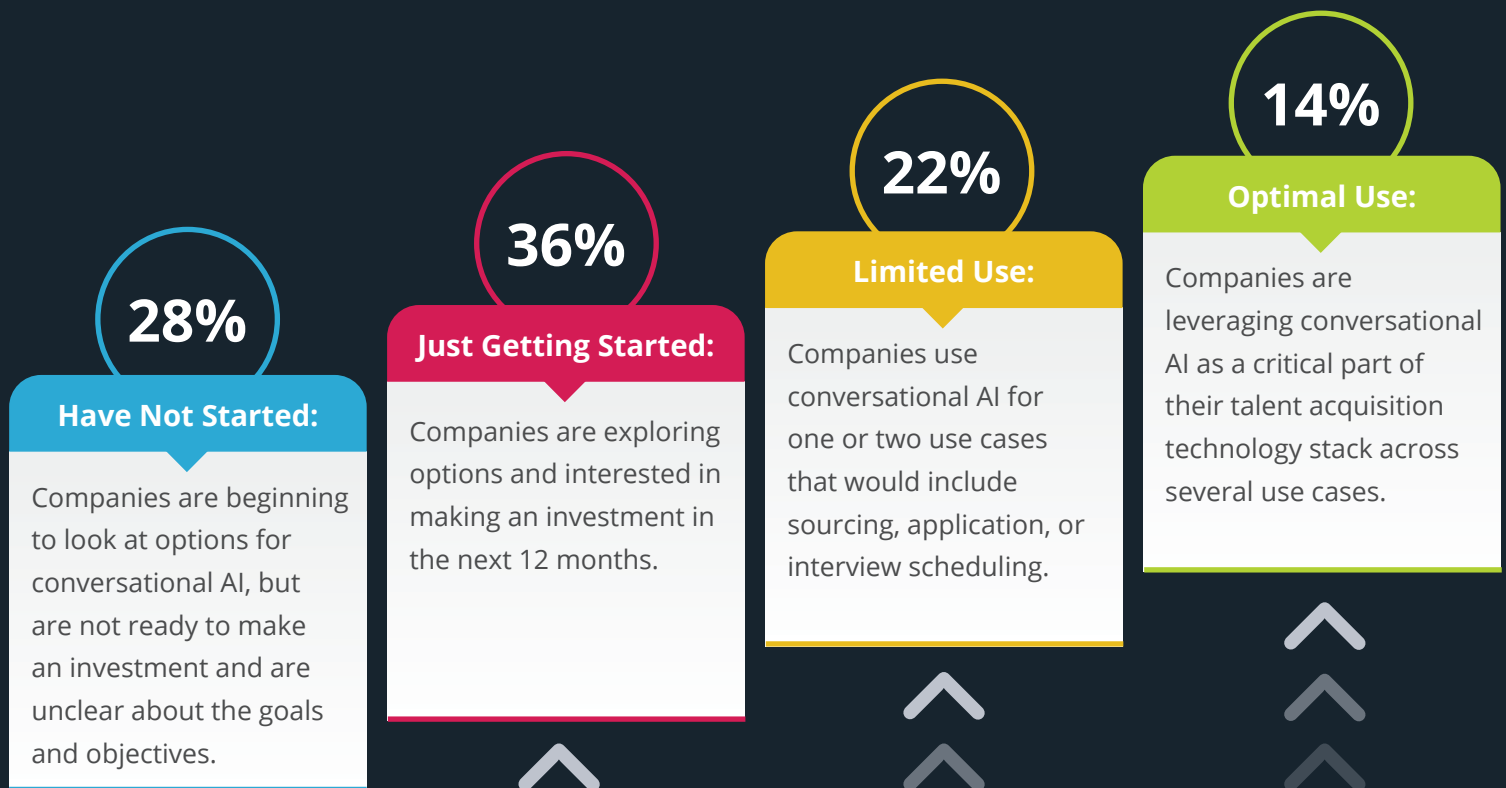 28%
Have Not Started:
Companies are beginning
to look at options for
conversational AI, but
are not ready to make
an investment and are
unclear about the goals
and objectives.
36%
Just Getting Started:
Companies are exploring
options and interested in
making an investment in
the next 12 months.
22%
Limited Use:
Companies use
conversational AI for
one or two use cases
that would include
sourcing, application, or
interview scheduling.
14%
Optimal Use:
Companies are
leveraging conversational
AI as a critical part of
their talent acquisition
technology stack across
several use cases.